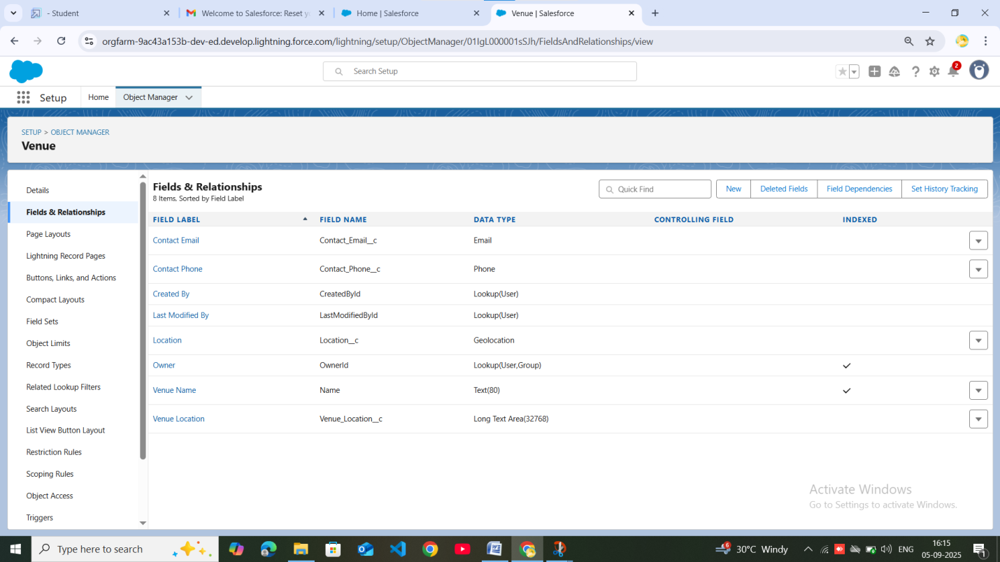 - Student
Welcome to Salesforce: Reset yo
Home | Salesforce
Venue | Salesforce
orgfarm-9ac43a153b-dev-ed.develop.lightning.force.com/lightning/setup/ObjectManager/01IgL000001sSJh/FieldsAndRelationships/view
Search Setup
2
Setup
Home
Object Manager
SETUP > OBJECT MANAGER
Venue
Details
Fields & Relationships
Page Layouts
Lightning Record Pages
Buttons, Links, and Actions
Compact Layouts
Field Sets
Object Limits
Record Types
Related Lookup Filters
Search Layouts
List View Button Layout
Restriction Rules
Scoping Rules
Object Access
Triggers
Fields & Relationships
8 Items, Sorted by Field Label
Quick Find
New
Deleted Fields
Field Dependencies
Set History Tracking
FIELD LABEL FIELD NAME DATA TYPE CONTROLLING FIELD INDEXED
Contact Email Contact_Email__c Email
Contact Phone Contact_Phone__c Phone
Created By CreatedById Lookup(User)
Last Modified By LastModifiedById Lookup(User)
Location Location__c Geolocation
Owner OwnerId Lookup(User,Group)
Venue Name Name Text(80)
Venue Location Venue_Location__c Long Text Area(32768)
Activate Windows
Go to Settings to activate Windows.
Type here to search
6
30°C Windy
ENG
16:15
05-09-2025
1